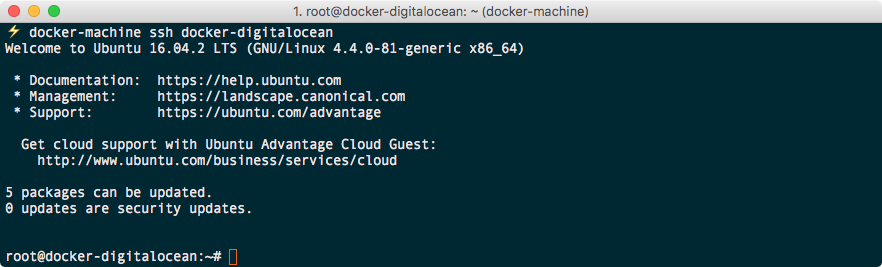 1. root@docker-digitalocean: ~ (docker-machine)
⚡ docker-machine ssh docker-digitalocean
Welcome to Ubuntu 16.04.2 LTS (GNU/Linux 4.4.0-81-generic x86_64)
* Documentation:  https://help.ubuntu.com
* Management:     https://landscape.canonical.com
* Support:        https://ubuntu.com/advantage
Get cloud support with Ubuntu Advantage Cloud Guest:
http://www.ubuntu.com/business/services/cloud
5 packages can be updated.
0 updates are security updates.
root@docker-digitalocean:~#